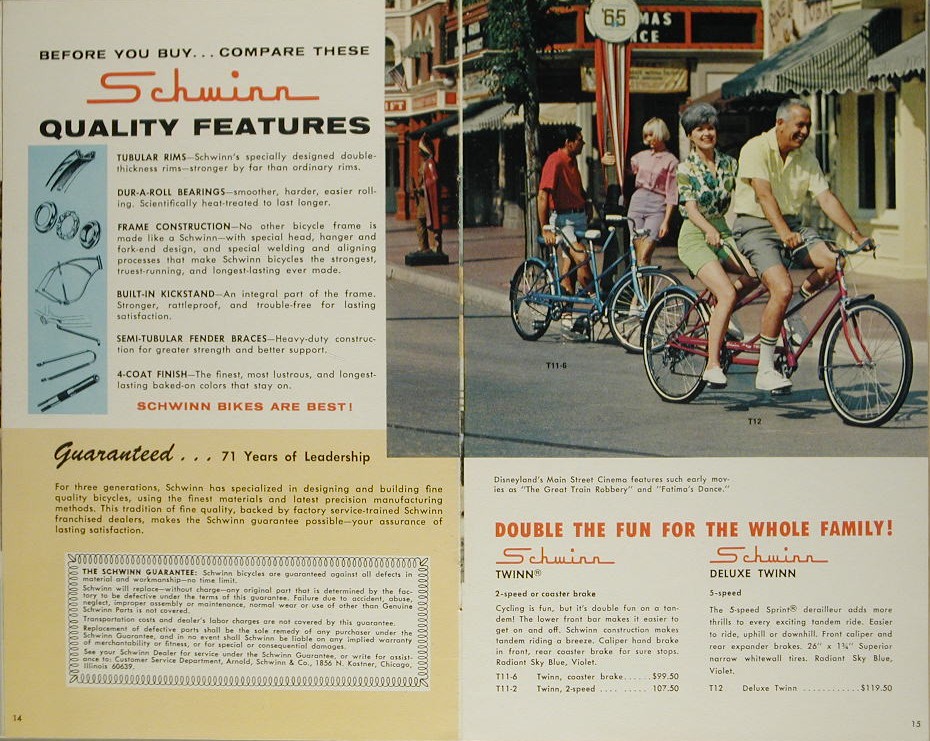 BEFORE YOU BUY...COMPARE THESE
Schwinn
QUALITY FEATURES
TUBULAR RIMS—Schwinn's specially designed double-
thickness rims—stronger by far than ordinary rims.
DUR-A-ROLL BEARINGS—smoother, harder, easier roll-
ing. Scientifically heat-treated to last longer.
FRAME CONSTRUCTION—No other bicycle frame is
made like a Schwinn—with special head, hanger and
fork-end design, and special welding and aligning
processes that make Schwinn bicycles the strongest,
truest-running, and longest-lasting ever made.
BUILT-IN KICKSTAND—An integral part of the frame.
Stronger, rattleproof, and trouble-free for lasting
satisfaction.
SEMI-TUBULAR FENDER BRACES—Heavy-duty construc-
tion for greater strength and better support.
4-COAT FINISH—The finest, most lustrous, and longest-
lasting baked-on colors that stay on.
SCHWINN BIKES ARE BEST!
Guaranteed . . . 71 Years of Leadership
For three generations, Schwinn has specialized in designing and building fine
quality bicycles, using the finest materials and latest precision manufacturing
methods. This tradition of fine quality, backed by factory service-trained Schwinn
franchised dealers, makes the Schwinn guarantee possible—your assurance of
lasting satisfaction.
THE SCHWINN GUARANTEE: Schwinn bicycles are guaranteed against all defects in
material and workmanship—no time limit.
Schwinn will replace—without charge—any original part that is determined by the fac-
tory to be defective under the terms of this guarantee. Failure due to accident, abuse,
neglect, improper assembly or maintenance, normal wear or use of other than Genuine
Schwinn Parts is not covered.
Transportation costs and dealer's labor charges are not covered by this guarantee.
Replacement of defective parts shall be the sole remedy of any purchaser under the
Schwinn Guarantee, and in no event shall Schwinn be liable on any implied warranty
of merchantability or fitness, or for special or consequential damages.
See your Schwinn Dealer for service under the Schwinn Guarantee, or write for assist-
ance to: Customer Service Department, Arnold, Schwinn & Co., 1856 N. Kostner, Chicago,
Illinois 60639.
14
'65
MAS
ICE
T11-6
T12
Disneyland's Main Street Cinema features such early mov-
ies as "The Great Train Robbery" and "Fatima's Dance."
DOUBLE THE FUN FOR THE WHOLE FAMILY!
Schwinn
TWINN®
2-speed or coaster brake
Cycling is fun, but it's double fun on a tan-
dem! The lower front bar makes it easier to
get on and off. Schwinn construction makes
tandem riding a breeze. Caliper hand brake
in front, rear coaster brake for sure stops.
Radiant Sky Blue, Violet.
T11-6 Twinn, coaster brake......$99.50
T11-2 Twinn, 2-speed .... ..... 107.50
Schwinn
DELUXE TWINN
5-speed
The 5-speed Sprint® derailleur adds more
thrills to every exciting tandem ride. Easier
to ride, uphill or downhill. Front caliper and
rear expander brakes. 26" x 1¾" Superior
narrow whitewall tires. Radiant Sky Blue,
Violet.
T12 Deluxe Twinn ............$119.50
15